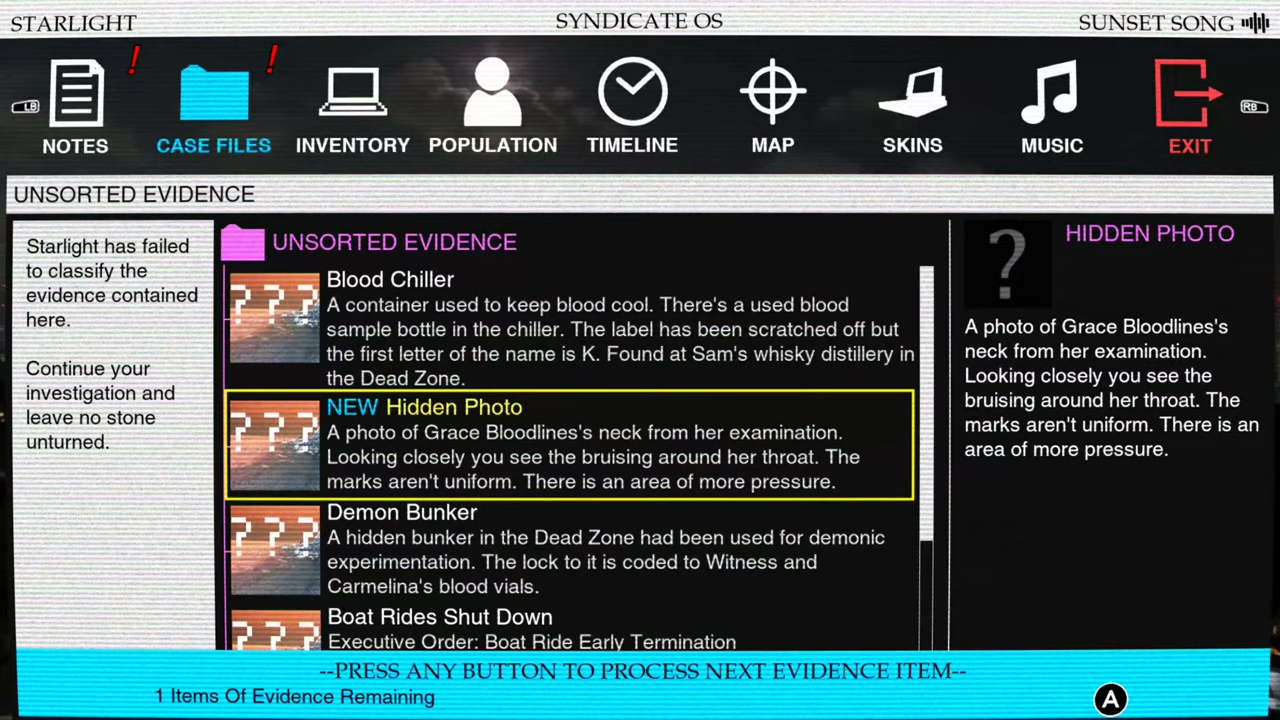 STARLIGHT
SYNDICATE OS
SUNSET SONG
! !
LB
NOTES
CASE FILES
INVENTORY
POPULATION
TIMELINE
MAP
SKINS
MUSIC
EXIT
RB
UNSORTED EVIDENCE
Starlight has failed
to classify the
evidence contained
here.
Continue your
investigation and
leave no stone
unturned.
UNSORTED EVIDENCE
???
Blood Chiller
A container used to keep blood cool. There's a used blood
sample bottle in the chiller. The label has been scratched off but
the first letter of the name is K. Found at Sam's whisky distillery in
the Dead Zone.
???
NEW Hidden Photo
A photo of Grace Bloodlines's neck from her examination.
Looking closely you see the bruising around her throat. The
marks aren't uniform. There is an area of more pressure.
???
Demon Bunker
A hidden bunker in the Dead Zone had been used for demonic
experimentation. The lock to it is coded to Witness and
Carmelina's blood vials.
???
Boat Rides Shut Down
Executive Order: Boat Ride Early Termination
?
HIDDEN PHOTO
A photo of Grace Bloodlines's
neck from her examination.
Looking closely you see the
bruising around her throat. The
marks aren't uniform. There is an
area of more pressure.
--PRESS ANY BUTTON TO PROCESS NEXT EVIDENCE ITEM--
1 Items Of Evidence Remaining
A